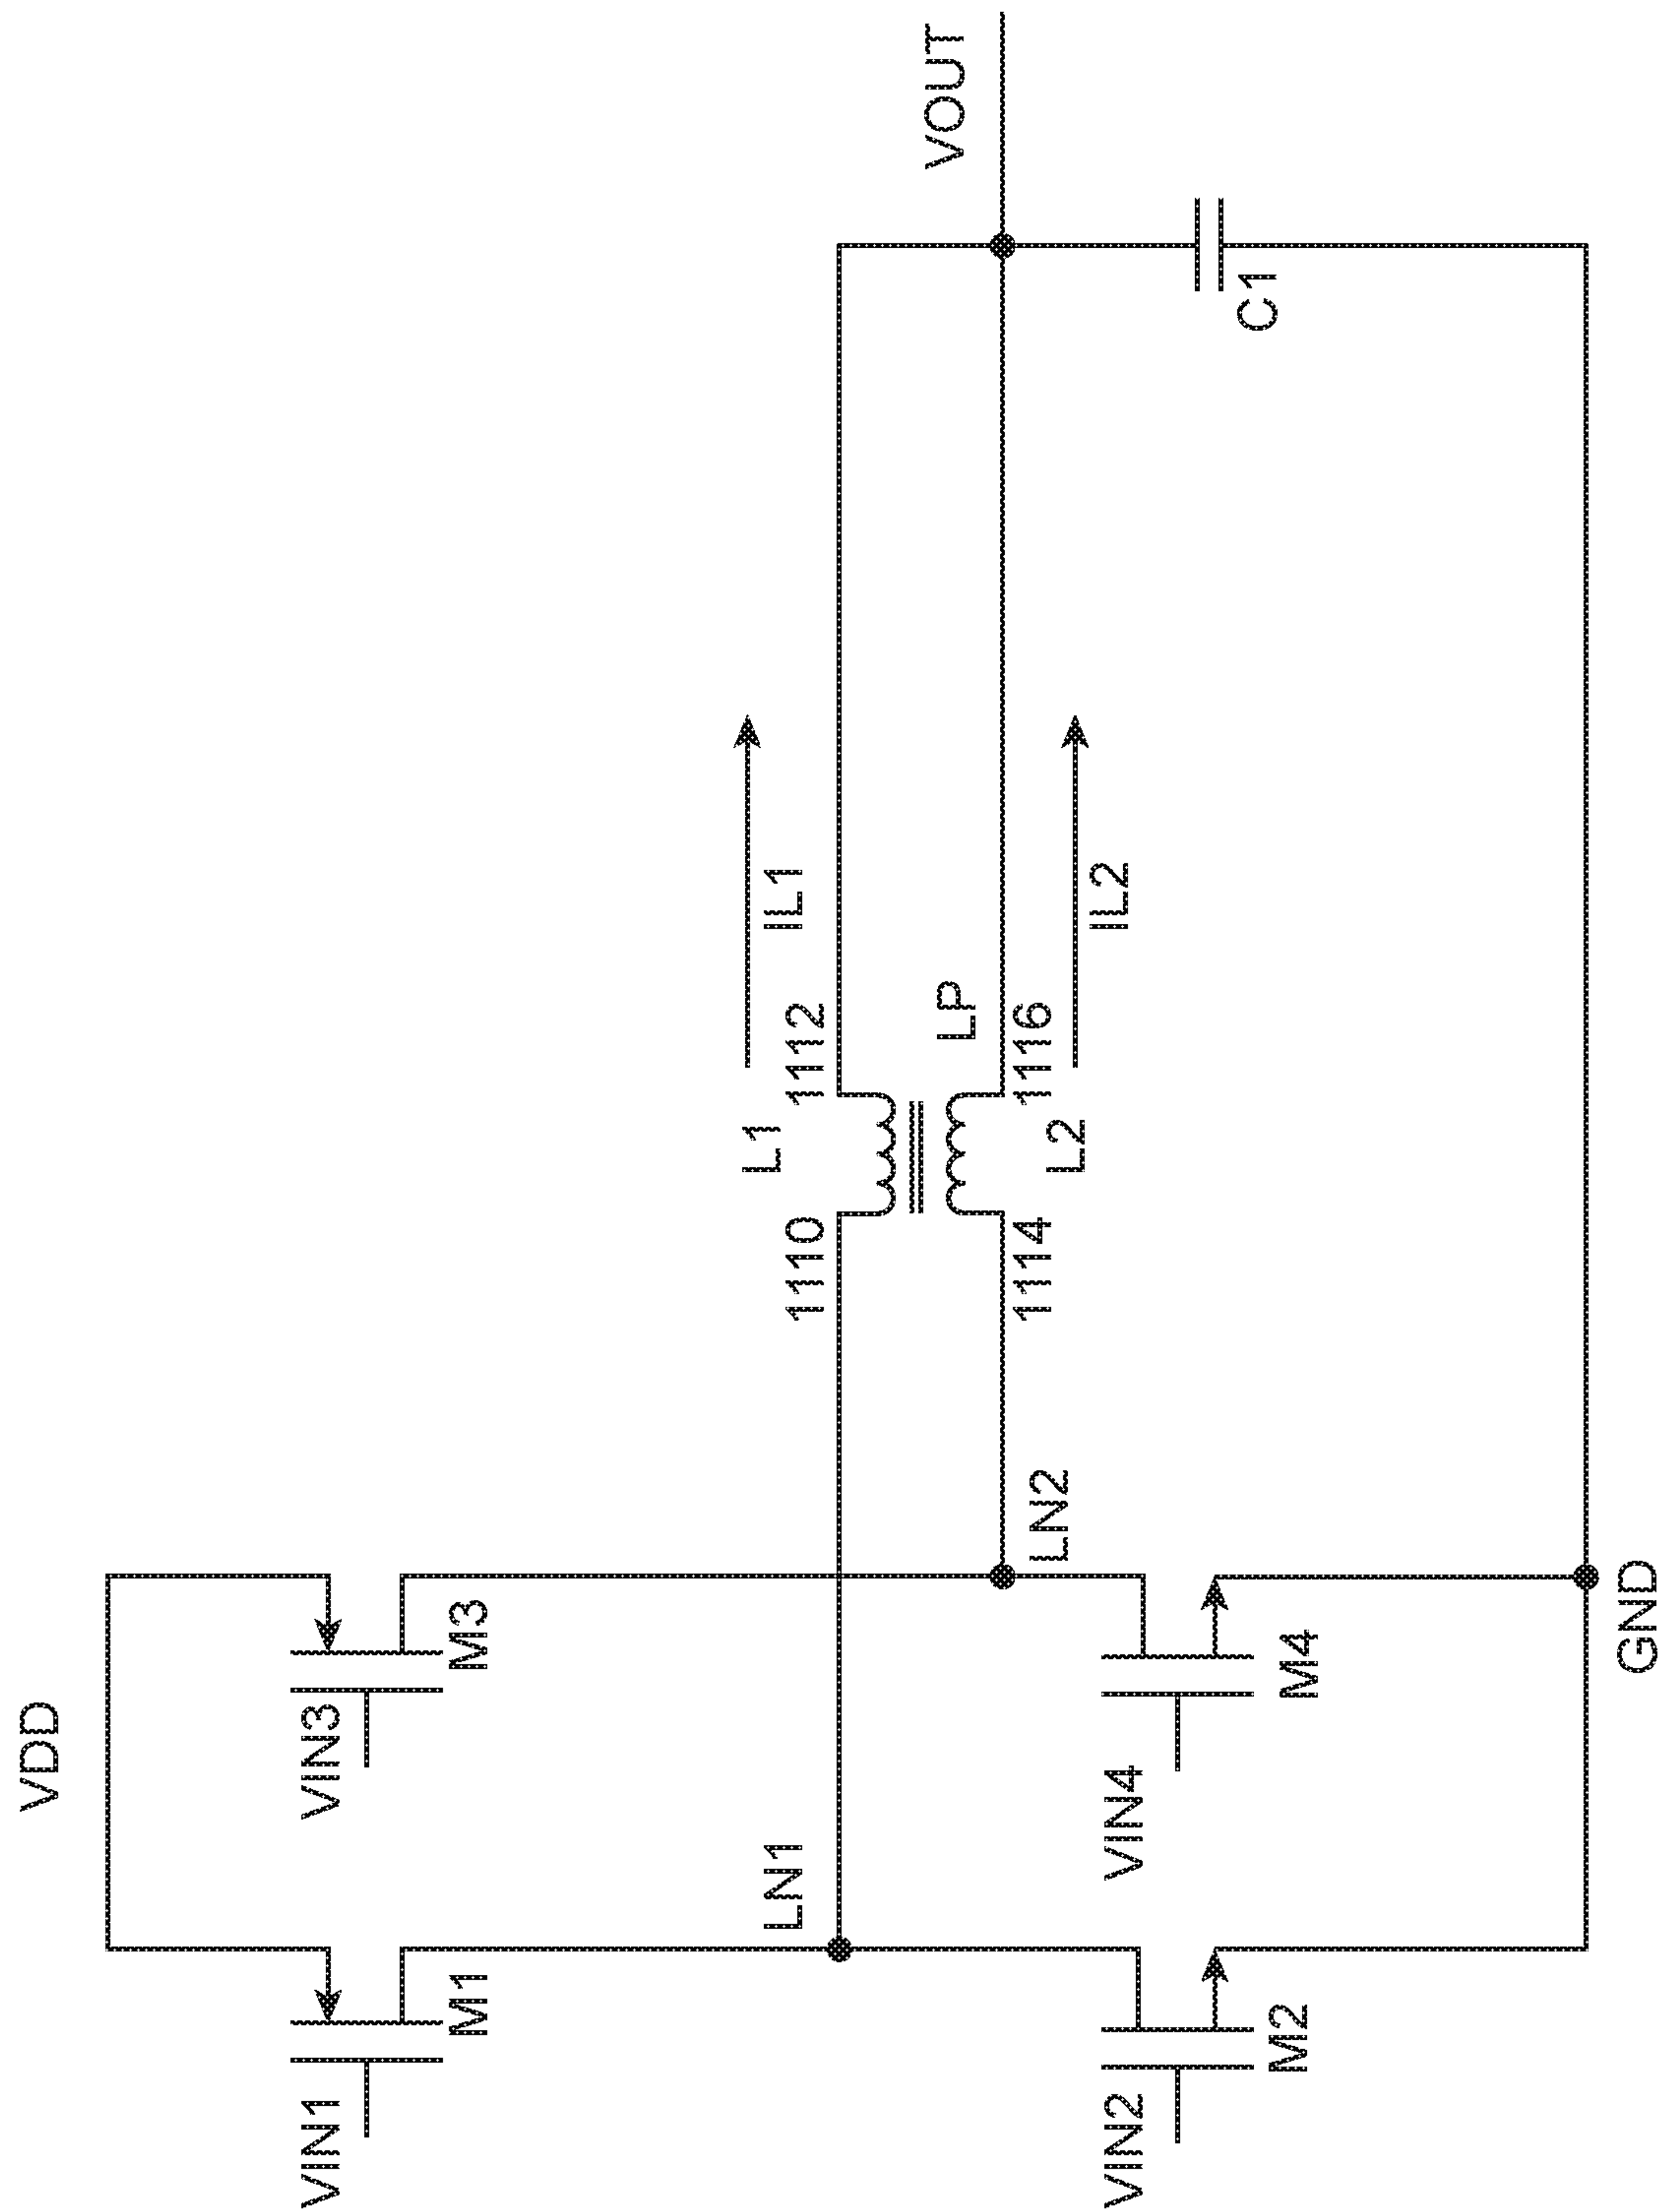 VDD
VIN1
M1
VIN3
M3
LN1
L1
1110
1112
IL1
LP
VOUT
LN2
1114
1116
L2
IL2
VIN2
M2
VIN4
M4
C1
GND